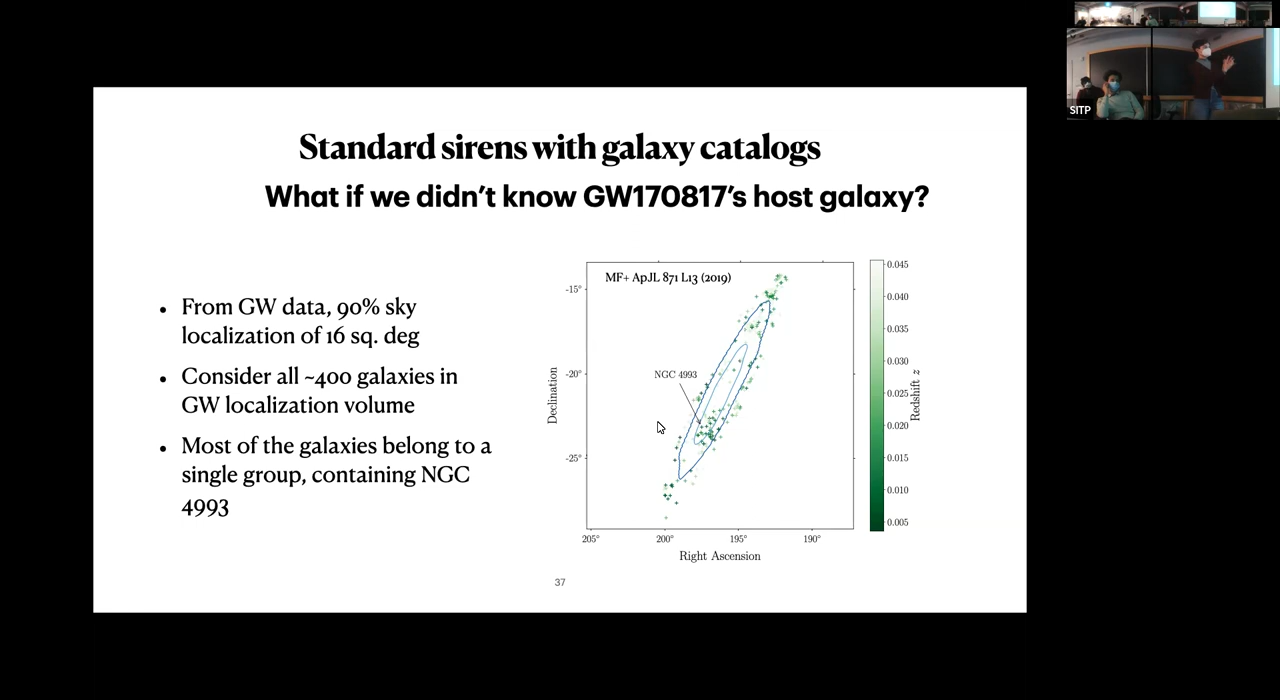 SITP
Standard sirens with galaxy catalogs
What if we didn't know GW170817's host galaxy?
• From GW data, 90% sky
localization of 16 sq. deg
• Consider all ~400 galaxies in
GW localization volume
• Most of the galaxies belong to a
single group, containing NGC
4993
MF+ ApJL 871 L13 (2019)
NGC 4993
-15°
-20°
-25°
Declination
205°
200°
195°
190°
Right Ascension
0.045
0.040
0.035
0.030
0.025
0.020
0.015
0.010
0.005
Redshift z
37